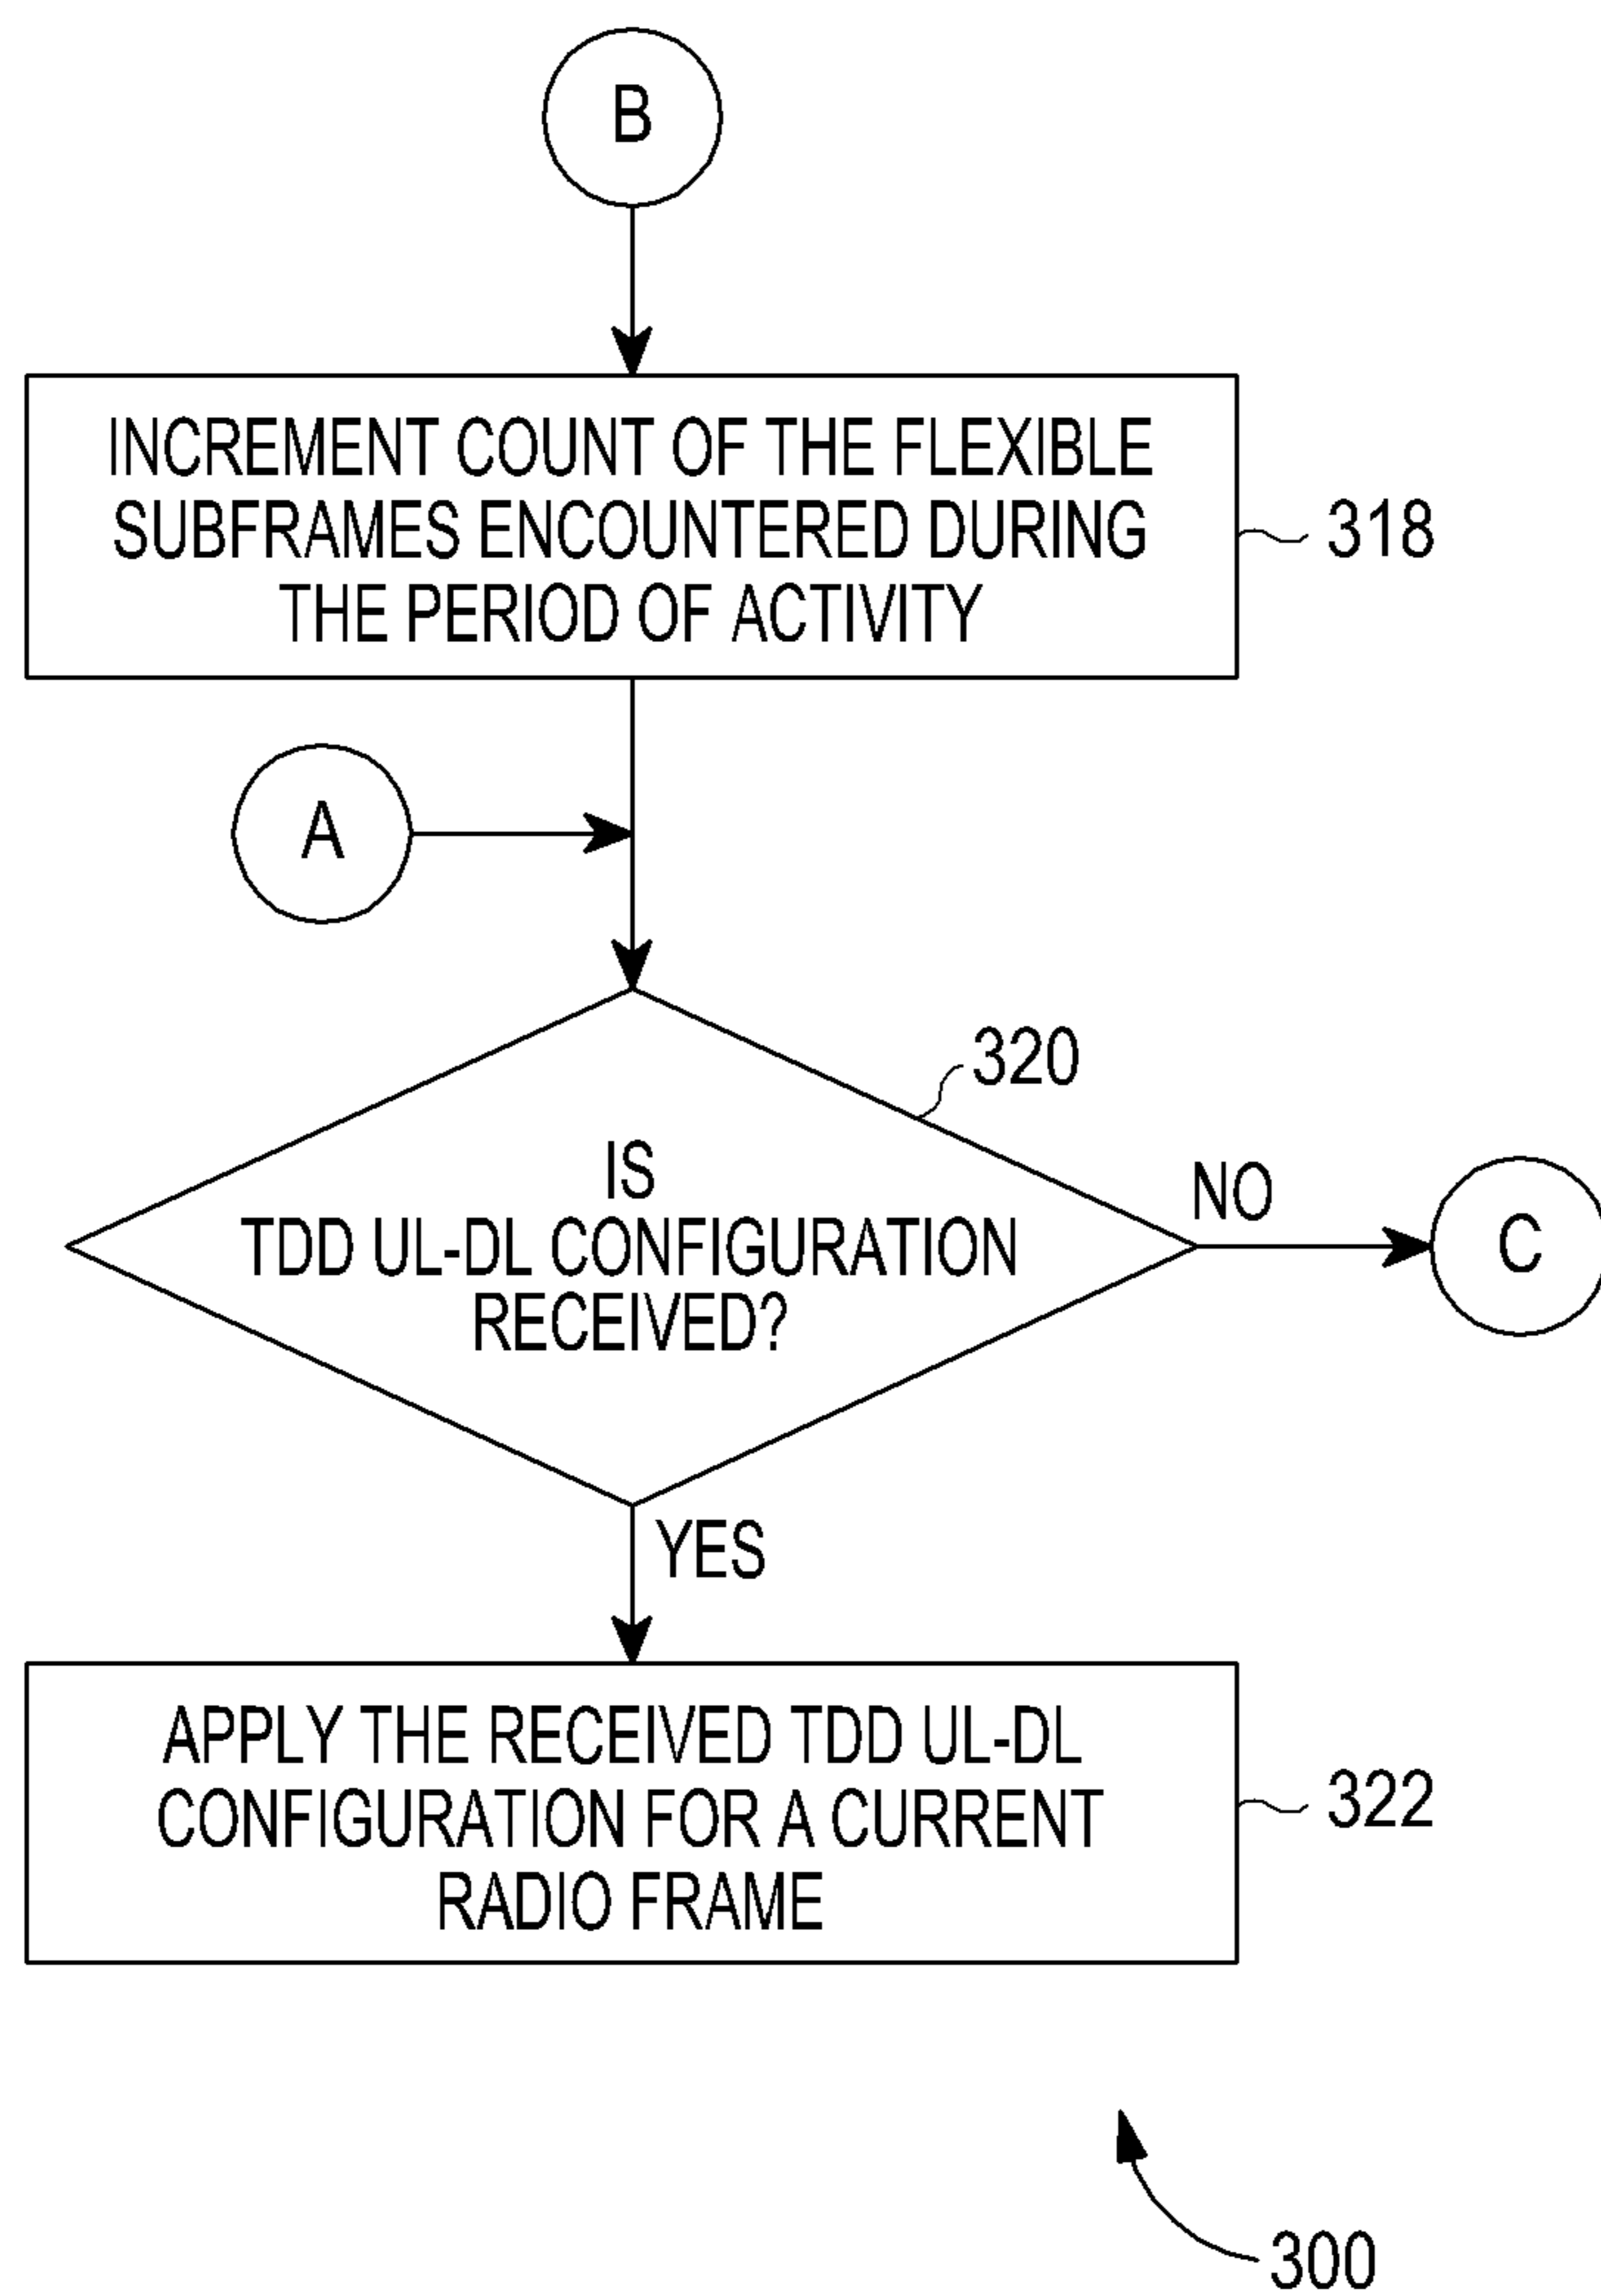 B
INCREMENT COUNT OF THE FLEXIBLE
SUBFRAMES ENCOUNTERED DURING
THE PERIOD OF ACTIVITY
318
A
320
IS
TDD UL-DL CONFIGURATION
RECEIVED?
NO
C
YES
APPLY THE RECEIVED TDD UL-DL
CONFIGURATION FOR A CURRENT
RADIO FRAME
322
300